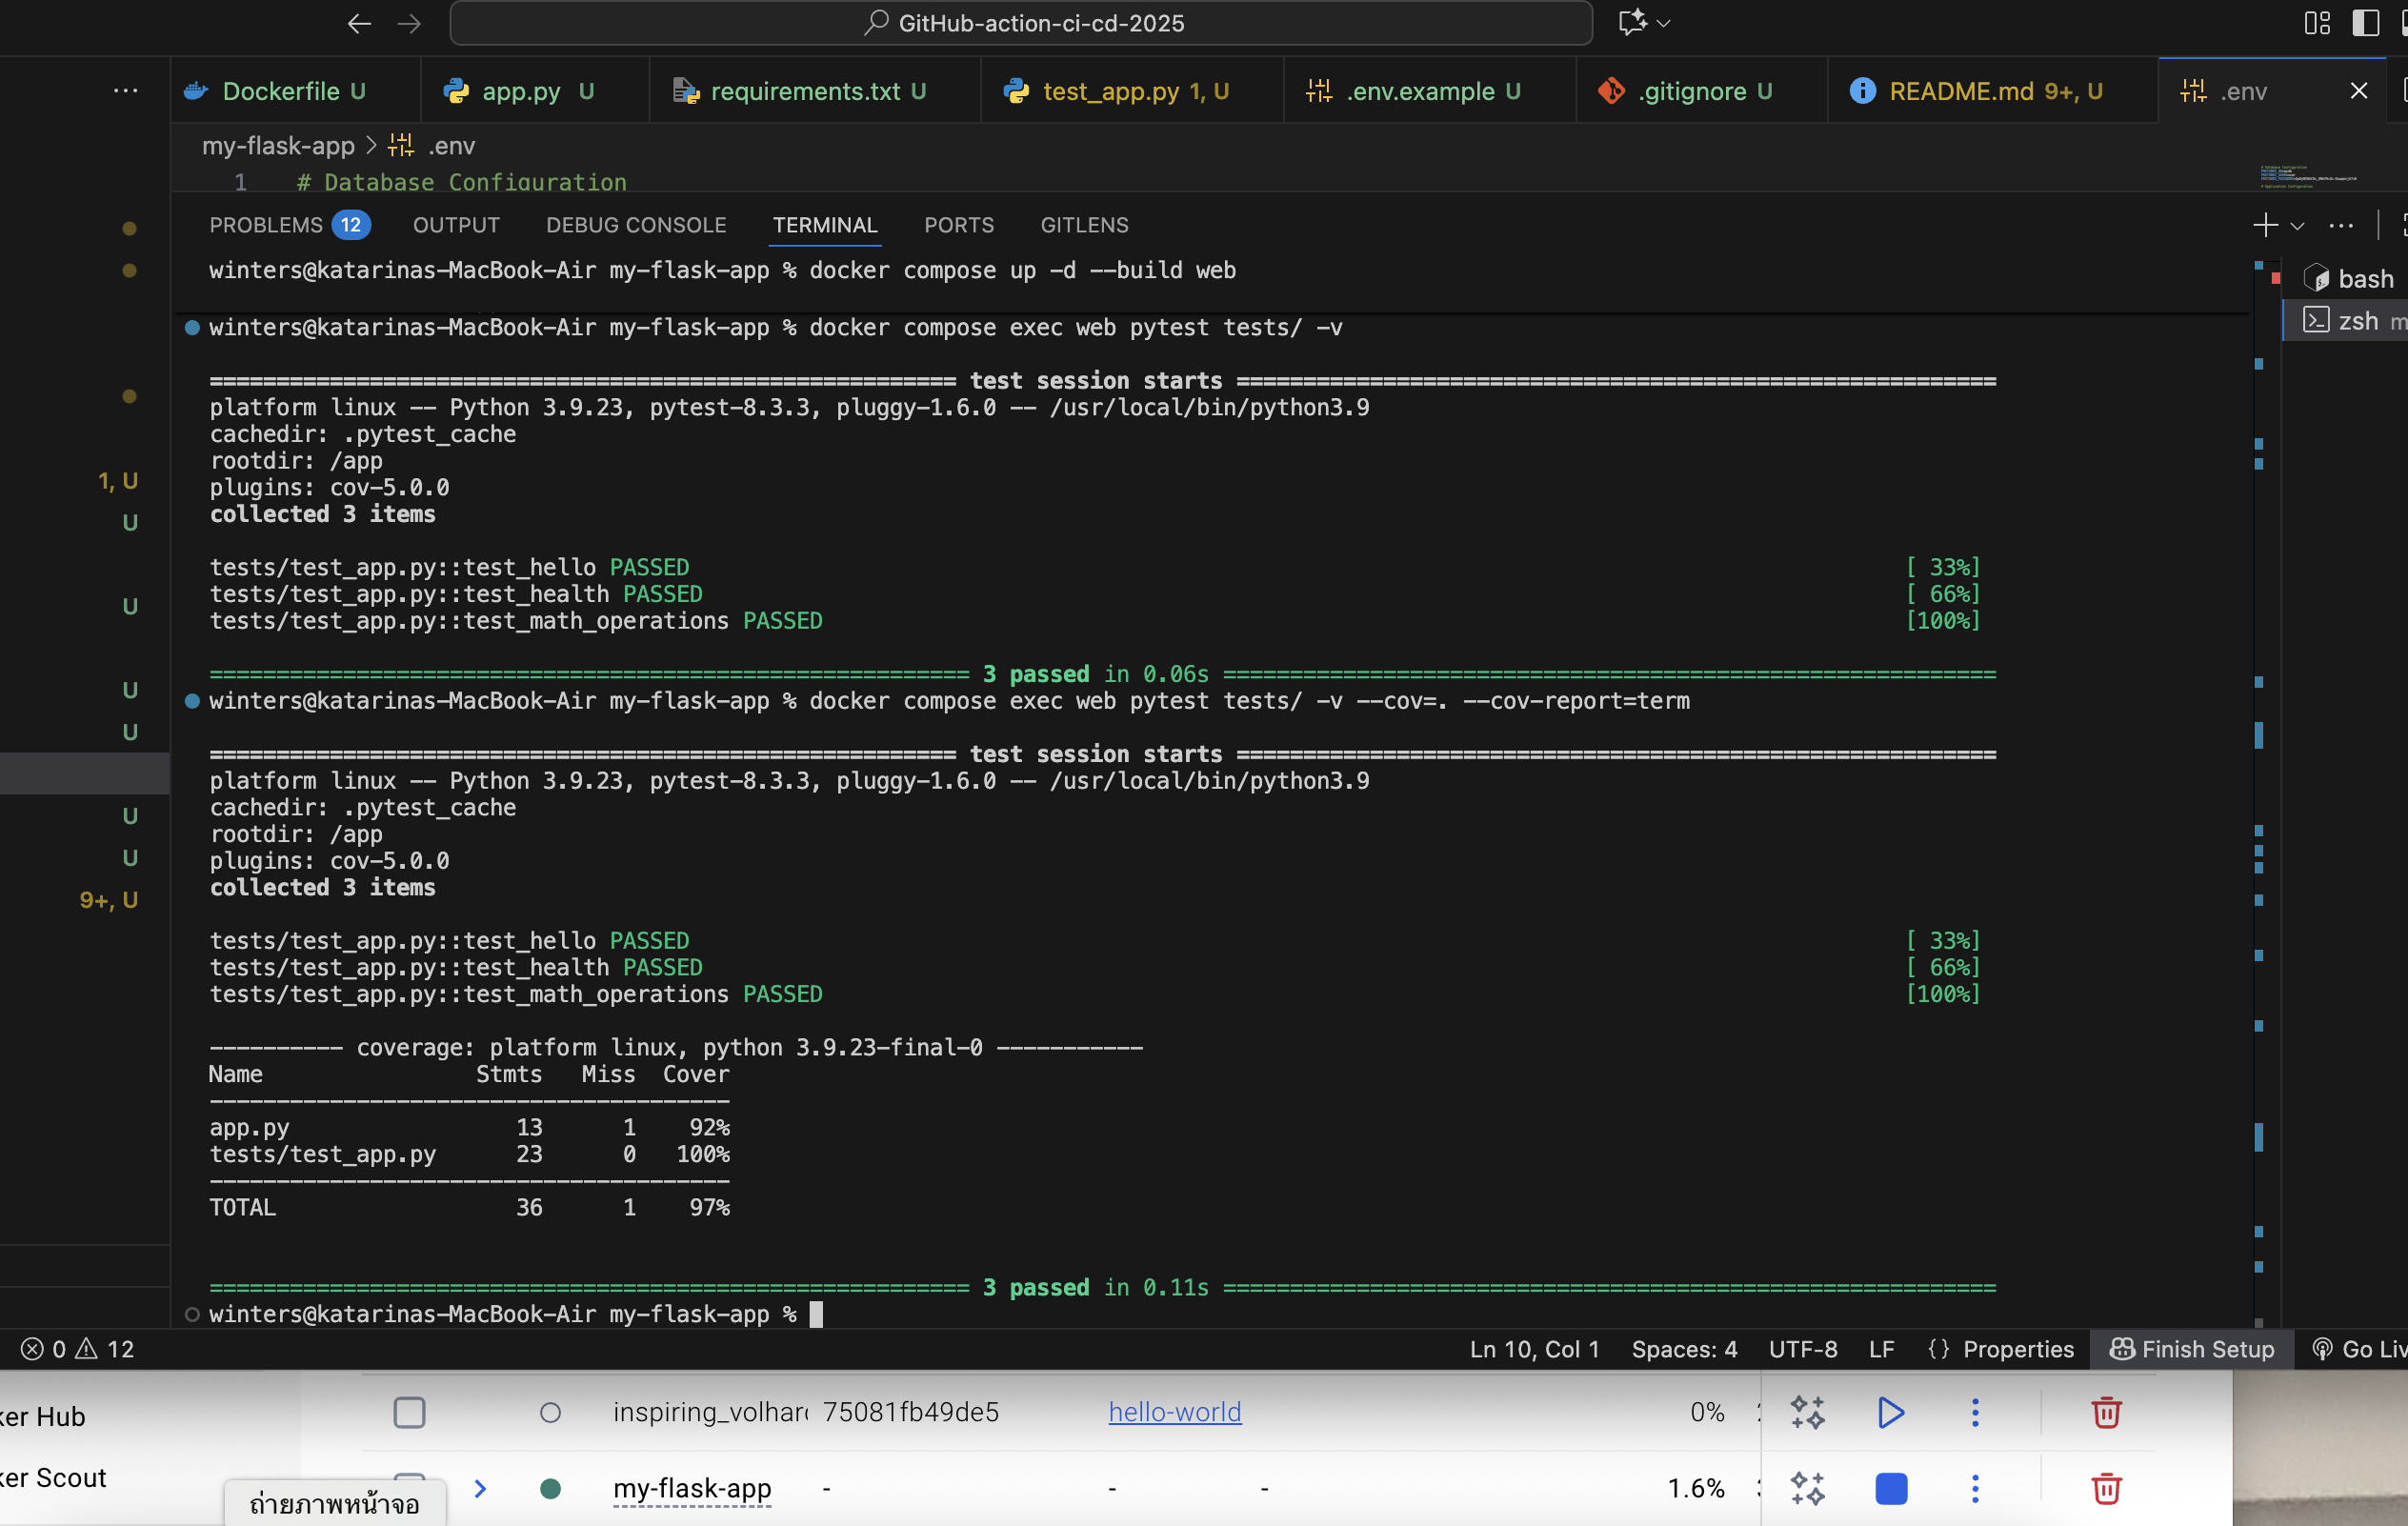 GitHub-action-ci-cd-2025
Dockerfile U
app.py U
requirements.txt U
test_app.py 1, U
.env.example U
.gitignore U
README.md 9+, U
.env
my-flask-app > .env
1 # Database Configuration
PROBLEMS 12 OUTPUT DEBUG CONSOLE TERMINAL PORTS GITLENS
winters@katarinas-MacBook-Air my-flask-app % docker compose up -d --build web
bash
zsh m
winters@katarinas-MacBook-Air my-flask-app % docker compose exec web pytest tests/ -v
======================================================== test session starts =========================================================
platform linux -- Python 3.9.23, pytest-8.3.3, pluggy-1.6.0 -- /usr/local/bin/python3.9
cachedir: .pytest_cache
rootdir: /app
plugins: cov-5.0.0
collected 3 items
tests/test_app.py::test_hello PASSED [ 33%]
tests/test_app.py::test_health PASSED [ 66%]
tests/test_app.py::test_math_operations PASSED [100%]
========================================================= 3 passed in 0.06s ==========================================================
winters@katarinas-MacBook-Air my-flask-app % docker compose exec web pytest tests/ -v --cov=. --cov-report=term
======================================================== test session starts =========================================================
platform linux -- Python 3.9.23, pytest-8.3.3, pluggy-1.6.0 -- /usr/local/bin/python3.9
cachedir: .pytest_cache
rootdir: /app
plugins: cov-5.0.0
collected 3 items
tests/test_app.py::test_hello PASSED [ 33%]
tests/test_app.py::test_health PASSED [ 66%]
tests/test_app.py::test_math_operations PASSED [100%]
---------- coverage: platform linux, python 3.9.23-final-0 -----------
Name Stmts Miss Cover
---------------------------------------
app.py 13 1 92%
tests/test_app.py 23 0 100%
---------------------------------------
TOTAL 36 1 97%
========================================================= 3 passed in 0.11s ==========================================================
winters@katarinas-MacBook-Air my-flask-app %
1, U
U
U
U
U
U
U
9+, U
0 12
Ln 10, Col 1 Spaces: 4 UTF-8 LF {} Properties Finish Setup Go Liv
ker Hub
inspiring_volhar 75081fb49de5 hello-world 0%
ker Scout
my-flask-app - - - 1.6%
ถ่ายภาพหน้าจอ